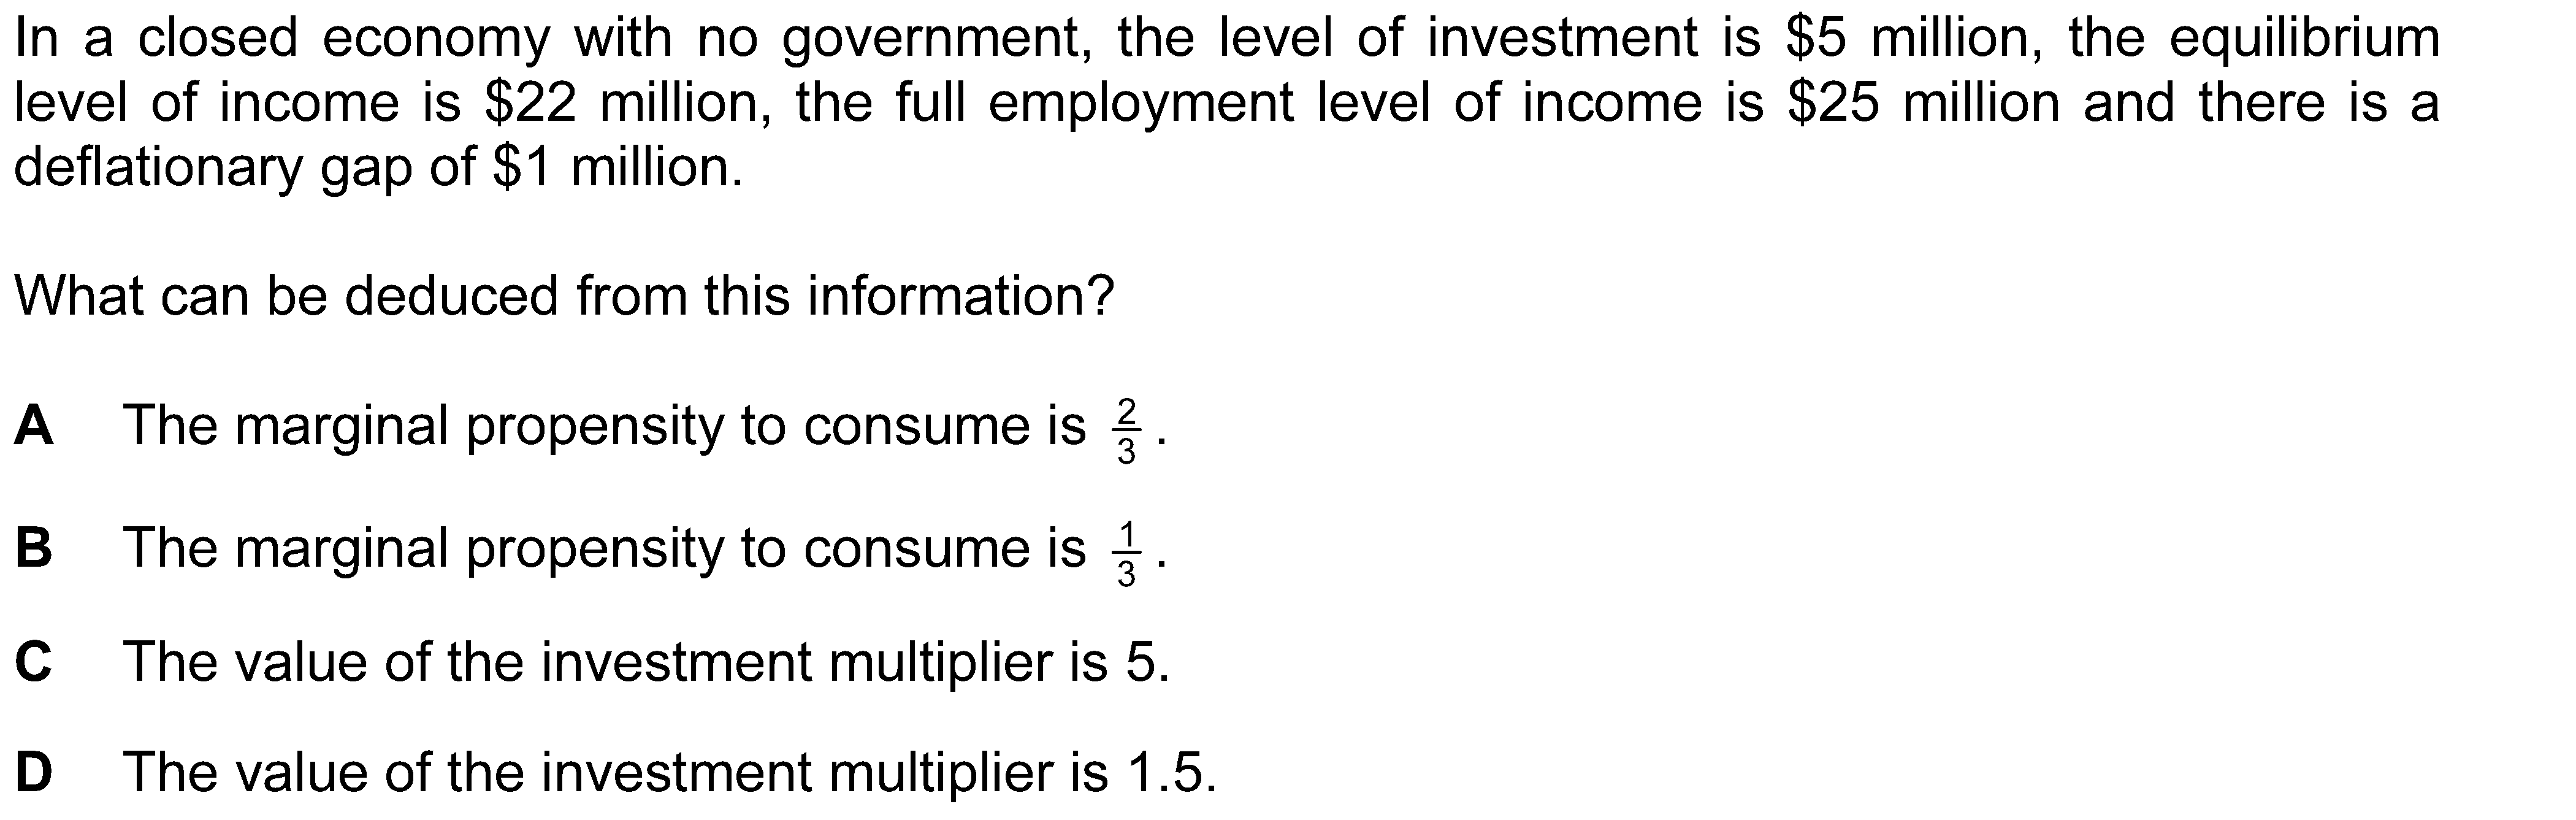 In a closed economy with no government, the level of investment is $5 million, the equilibrium
level of income is $22 million, the full employment level of income is $25 million and there is a
deflationary gap of $1 million.
What can be deduced from this information?
A The marginal propensity to consume is 2/3.
B The marginal propensity to consume is 1/3.
C The value of the investment multiplier is 5.
D The value of the investment multiplier is 1.5.